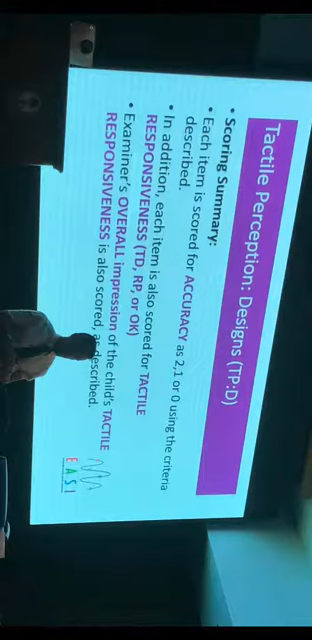 Tactile Perception: Designs (TP:D)
• Scoring Summary:
• Each item is scored for ACCURACY as 2,1 or 0 using the criteria
described.
• In addition, each item is also scored for TACTILE
RESPONSIVENESS (TD, RP, or OK)
• Examiner's OVERALL impression of the child's TACTILE
RESPONSIVENESS is also scored, as described.
EASI